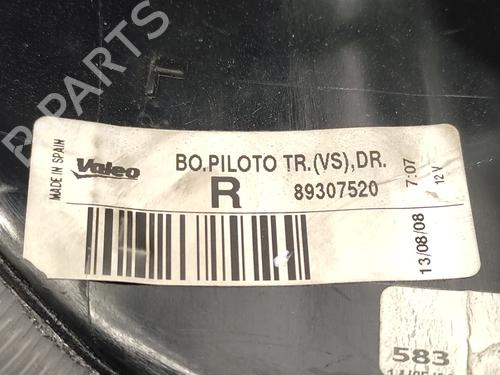 B-PARTS
MADE IN SPAIN
Valeo
BO.PILOTO TR.(VS),DR.
R 89307520
13/08/08 7:07
12 V
583